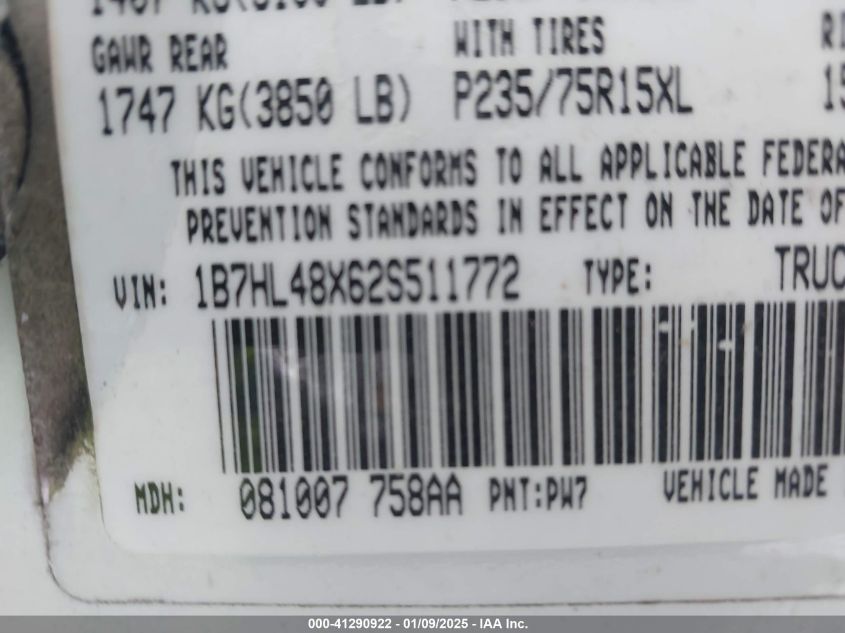 GAWR REAR WITH TIRES
1747 KG(3850 LB) P235/75R15XL
THIS VEHICLE CONFORMS TO ALL APPLICABLE FEDERA
PREVENTION STANDARDS IN EFFECT ON THE DATE OF
VIN: 1B7HL48X62S511772 TYPE: TRUC
MDH: 081007 758AA PNT:PW7 VEHICLE MADE
000-41290922 - 01/09/2025 - IAA Inc.